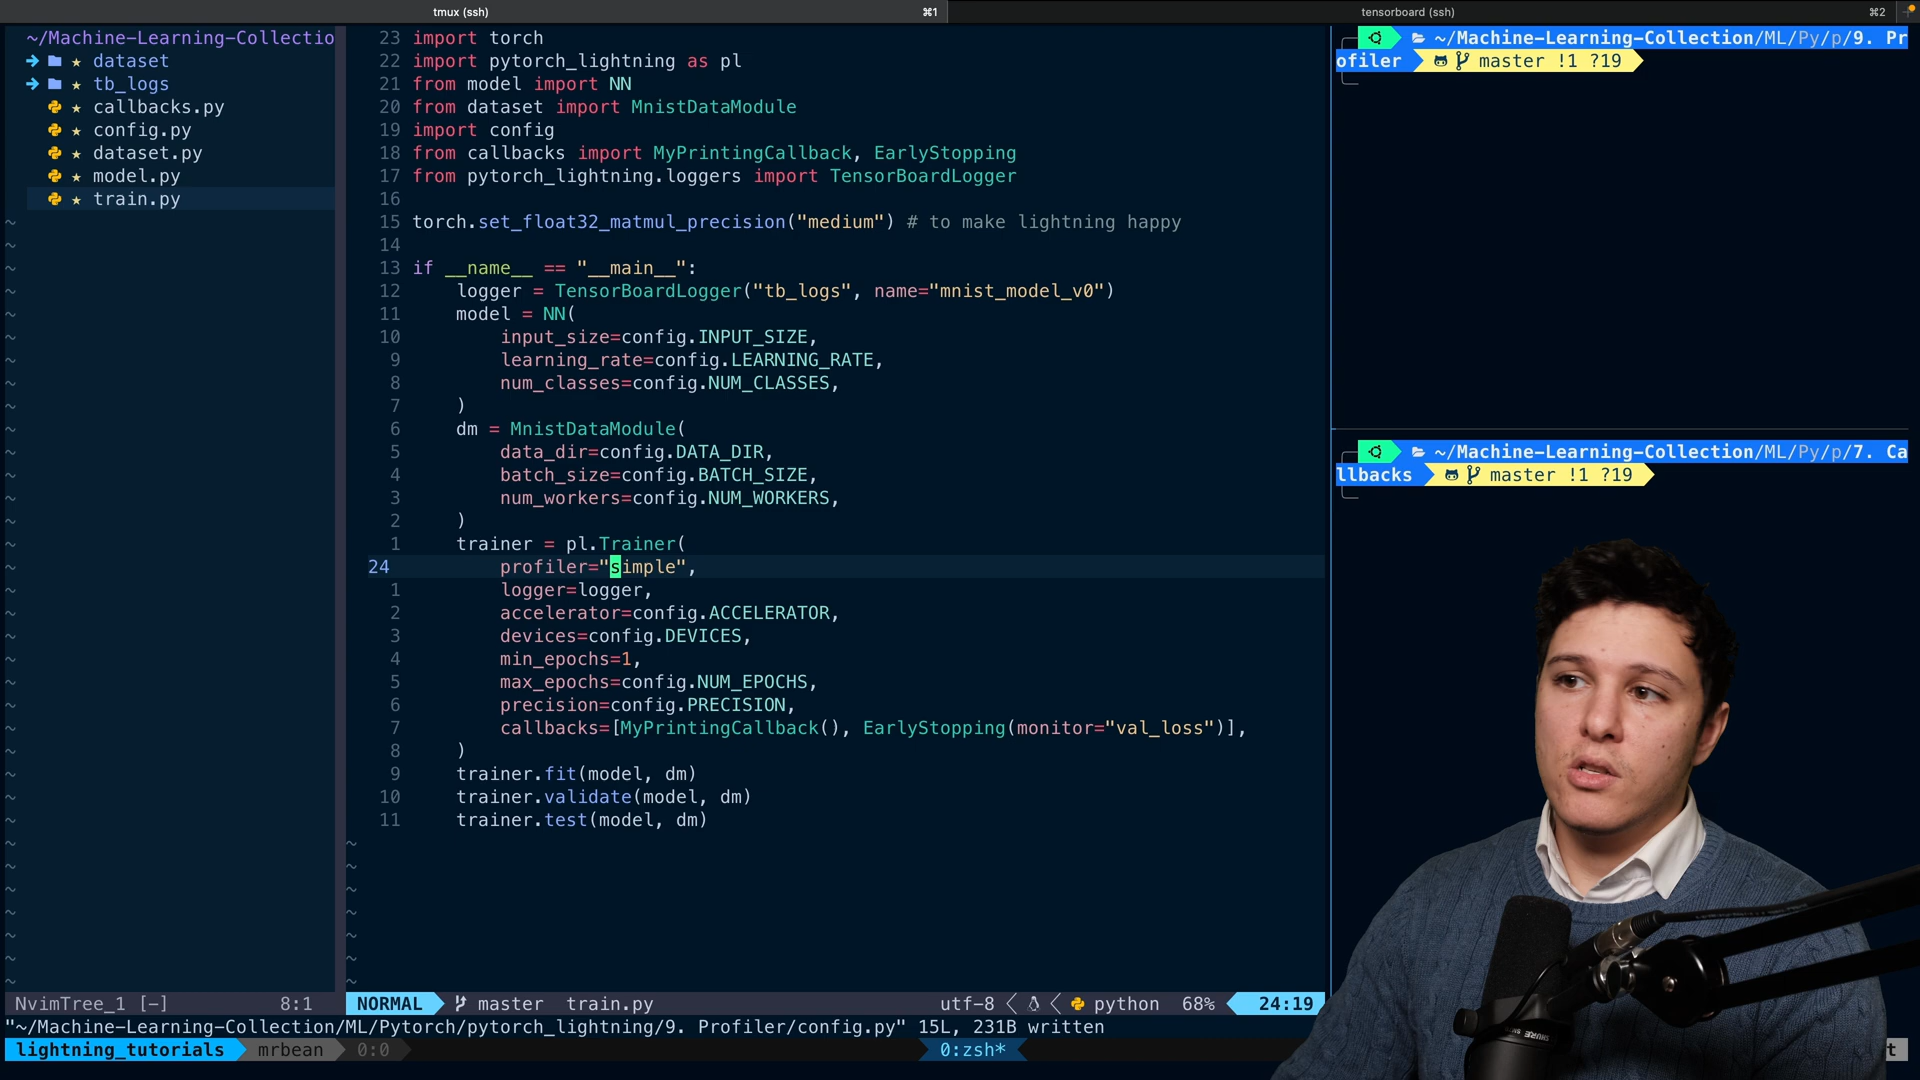 tmux (ssh)
⌘1
tensorboard (ssh)
⌘2
~/Machine-Learning-Collectio
dataset
tb_logs
callbacks.py
config.py
dataset.py
model.py
train.py
23 import torch
22 import pytorch_lightning as pl
21 from model import NN
20 from dataset import MnistDataModule
19 import config
18 from callbacks import MyPrintingCallback, EarlyStopping
17 from pytorch_lightning.loggers import TensorBoardLogger
16
15 torch.set_float32_matmul_precision("medium") # to make lightning happy
14
13 if __name__ == "__main__":
12     logger = TensorBoardLogger("tb_logs", name="mnist_model_v0")
11     model = NN(
10         input_size=config.INPUT_SIZE,
9         learning_rate=config.LEARNING_RATE,
8         num_classes=config.NUM_CLASSES,
7     )
6     dm = MnistDataModule(
5         data_dir=config.DATA_DIR,
4         batch_size=config.BATCH_SIZE,
3         num_workers=config.NUM_WORKERS,
2     )
1     trainer = pl.Trainer(
24         profiler="simple",
1         logger=logger,
2         accelerator=config.ACCELERATOR,
3         devices=config.DEVICES,
4         min_epochs=1,
5         max_epochs=config.NUM_EPOCHS,
6         precision=config.PRECISION,
7         callbacks=[MyPrintingCallback(), EarlyStopping(monitor="val_loss")],
8     )
9     trainer.fit(model, dm)
10     trainer.validate(model, dm)
11     trainer.test(model, dm)
~/Machine-Learning-Collection/ML/Py/p/9. Pr
ofiler master !1 ?19
~/Machine-Learning-Collection/ML/Py/p/7. Ca
llbacks master !1 ?19
SHURE
NvimTree_1 [-] 8:1
NORMAL master train.py utf-8 python 68% 24:19
"~/Machine-Learning-Collection/ML/Pytorch/pytorch_lightning/9. Profiler/config.py" 15L, 231B written
lightning_tutorials mrbean 0:0 0:zsh* t